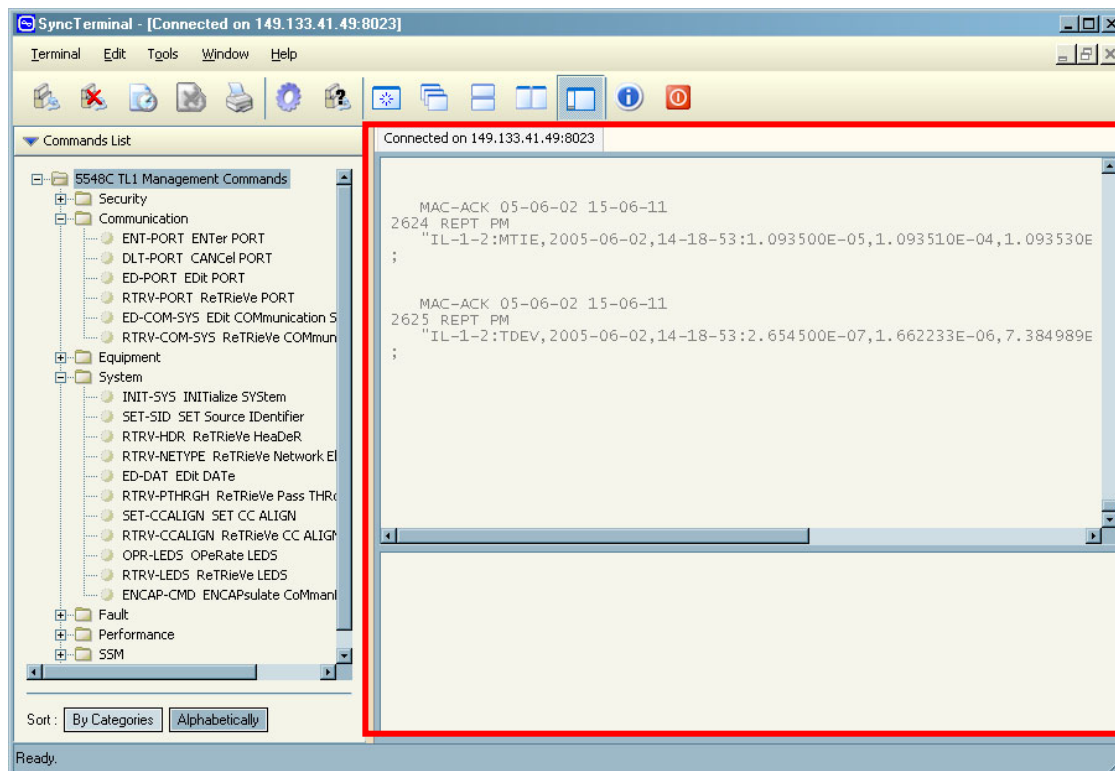 SyncTerminal - [Connected on 149.133.41.49:8023]
Terminal Edit Tools Window Help
Commands List
5548C TL1 Management Commands
Security
Communication
ENT-PORT ENTer PORT
DLT-PORT CANCel PORT
ED-PORT EDit PORT
RTRV-PORT ReTRieVe PORT
ED-COM-SYS EDit COMmunication S
RTRV-COM-SYS ReTRieVe COMmun
Equipment
System
INIT-SYS INITialize SYStem
SET-SID SET Source IDentifier
RTRV-HDR ReTRieVe HeaDeR
RTRV-NETYPE ReTRieVe Network El
ED-DAT EDit DATe
RTRV-PTHRGH ReTRieVe Pass THRo
SET-CCALIGN SET CC ALIGN
RTRV-CCALIGN ReTRieVe CC ALIGN
OPR-LEDS OPeRate LEDS
RTRV-LEDS ReTRieVe LEDS
ENCAP-CMD ENCAPsulate CoMmanI
Fault
Performance
SSM
Sort : By Categories Alphabetically
Connected on 149.133.41.49:8023
MAC-ACK 05-06-02 15-06-11
2624 REPT PM
"IL-1-2:MTIE,2005-06-02,14-18-53:1.093500E-05,1.093510E-04,1.093530E
;
MAC-ACK 05-06-02 15-06-11
2625 REPT PM
"IL-1-2:TDEV,2005-06-02,14-18-53:2.654500E-07,1.662233E-06,7.384989E
;
Ready.